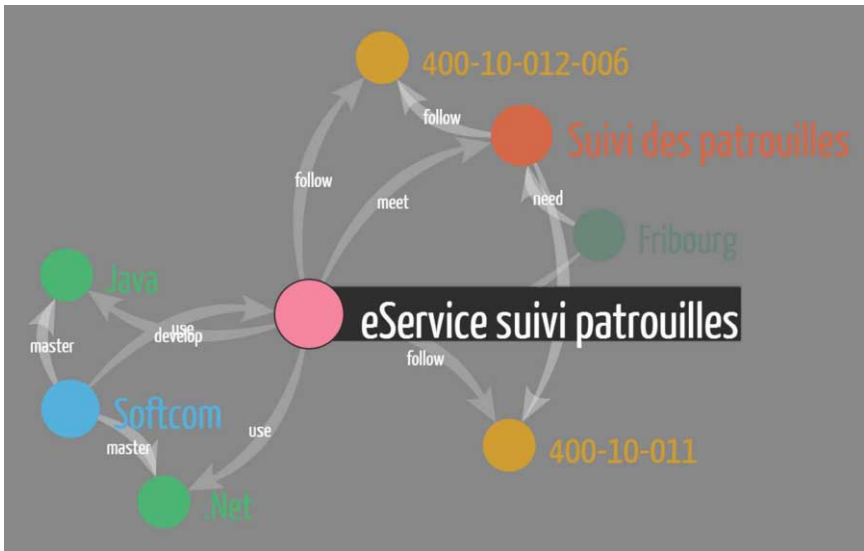 400-10-012-006
follow
Suivi des patrouilles
follow
meet
need
Fribourg
Java
use
develop
eService suivi patrouilles
master
follow
Softcom
master
use
400-10-011
.Net